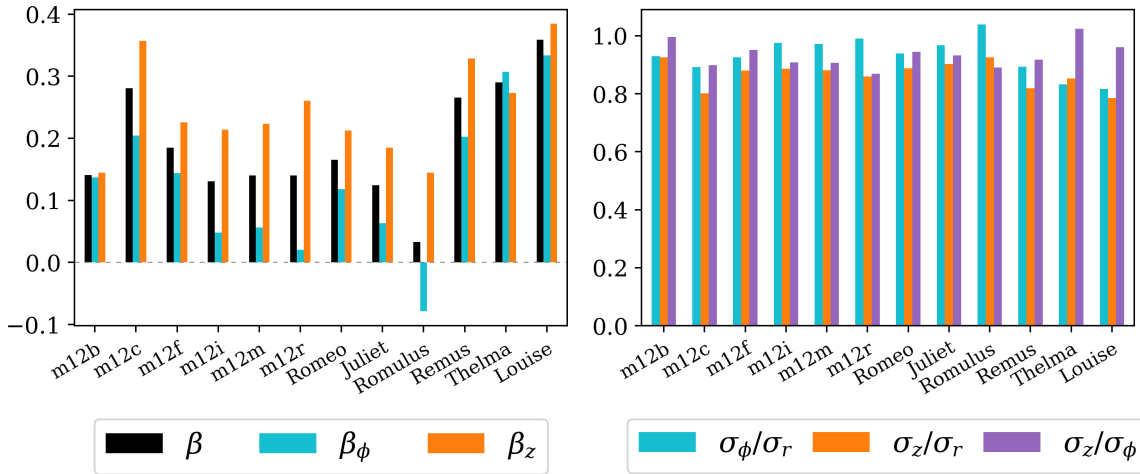 0.4
0.3
0.2
0.1
0.0
−0.1
m12b
m12c
m12f
m12i
m12m
m12r
Romeo
Juliet
Romulus
Remus
Thelma
Louise
β
β_ϕ
β_z
1.0
0.8
0.6
0.4
0.2
0.0
m12b
m12c
m12f
m12i
m12m
m12r
Romeo
Juliet
Romulus
Remus
Thelma
Louise
σ_ϕ/σ_r
σ_z/σ_r
σ_z/σ_ϕ